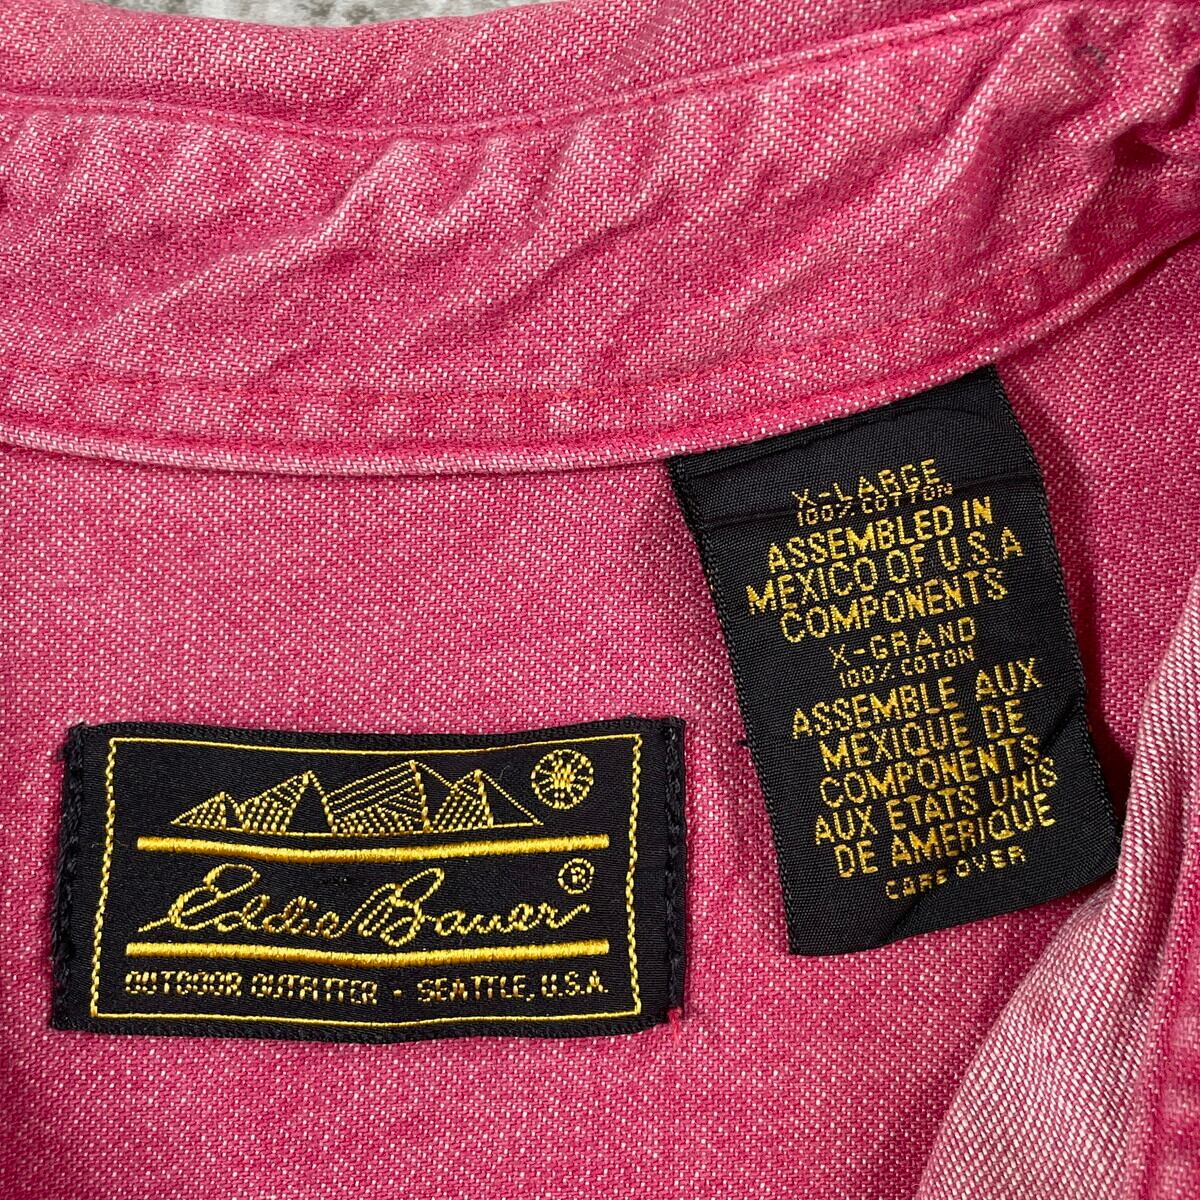 Eddie Bauer ®
OUTDOOR OUTFITTER - SEATTLE, U.S.A.
X-LARGE
100% COTTON
ASSEMBLED IN
MEXICO OF U.S.A
COMPONENTS
X-GRAND
100% COTON
ASSEMBLE AUX
MEXIQUE DE
COMPONENTS
AUX ETATS UNIS
DE AMERIQUE
CARE OVER